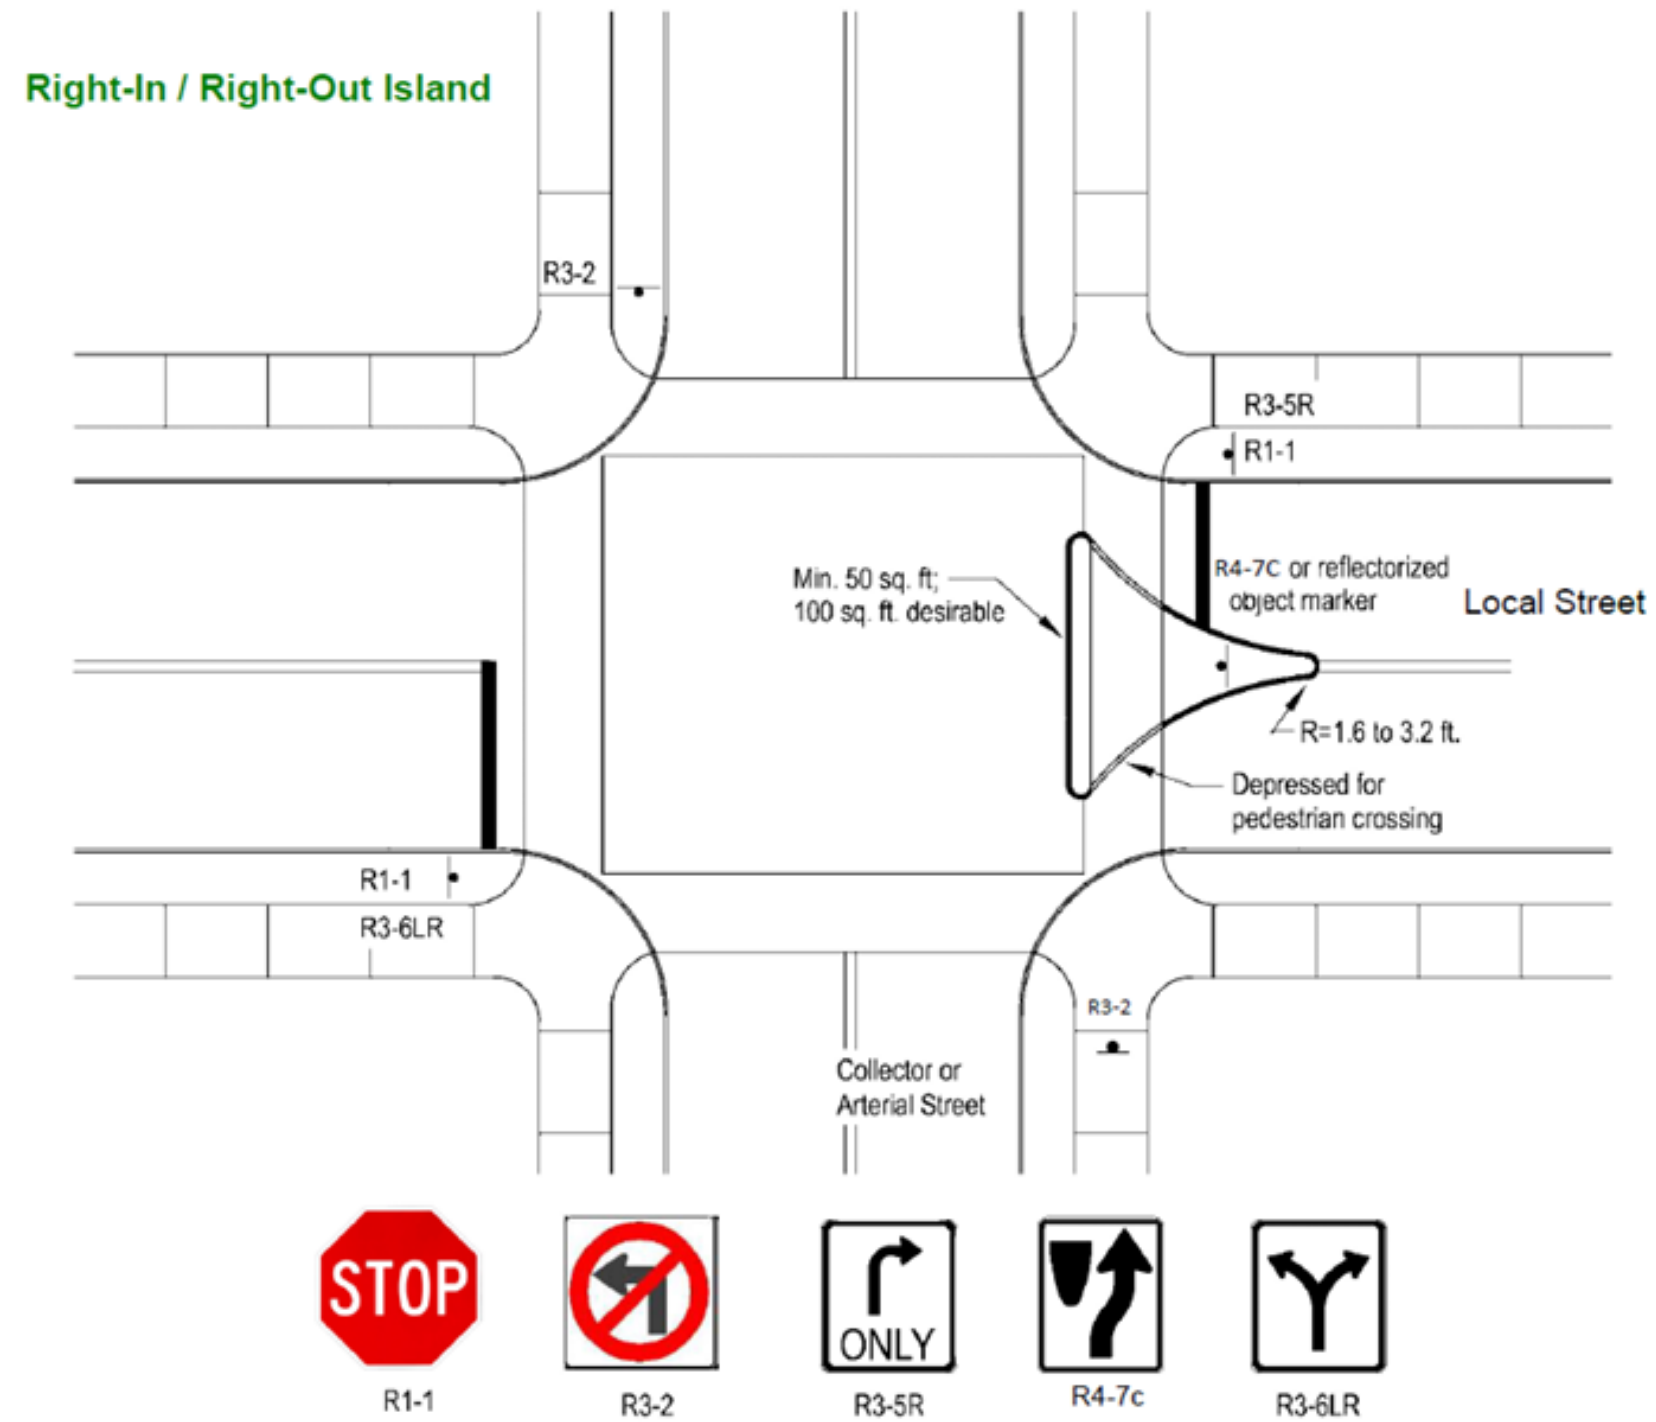 Right-In / Right-Out Island
R3-2
R3-5R
R1-1
Min. 50 sq. ft;
100 sq. ft. desirable
R4-7C or reflectorized
object marker
Local Street
R=1.6 to 3.2 ft.
Depressed for
pedestrian crossing
R1-1
R3-6LR
R3-2
Collector or
Arterial Street
STOP
ONLY
R1-1
R3-2
R3-5R
R4-7c
R3-6LR